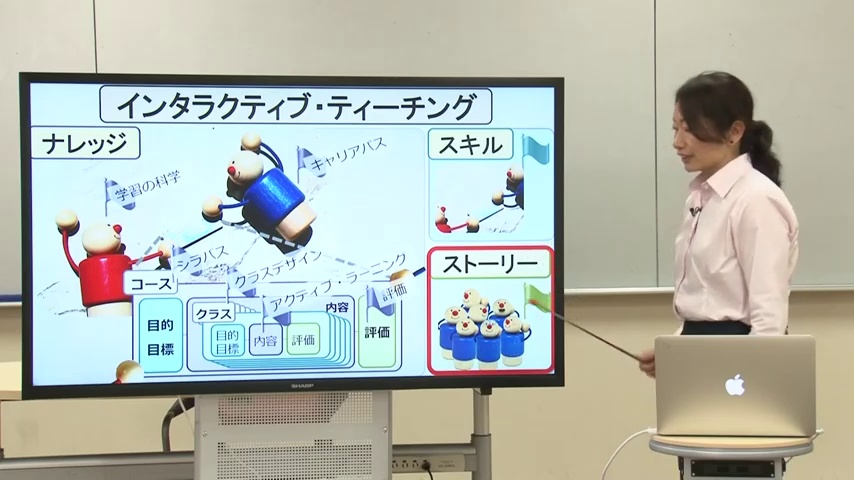 インタラクティブ・ティーチング
ナレッジ
スキル
学習の科学
キャリアパス
シラバス
クラスデザイン
アクティブ・ラーニング
評価
ストーリー
コース
目的
目標
クラス
目的
目標
内容
評価
内容
評価
SHARP